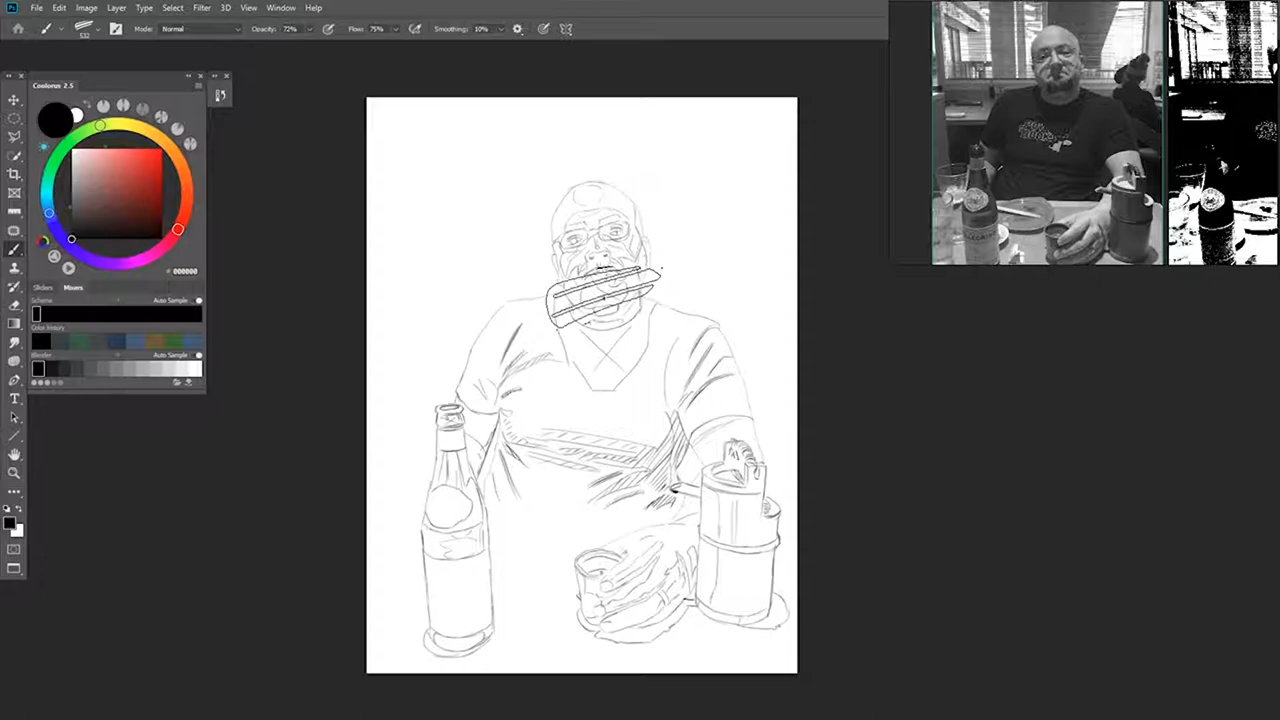 File Edit Image Layer Type Select Filter 3D View Window Help
Mode: Normal Opacity: 72% Flow: 75% Smoothing: 10%
532
Coolorus 2.5
# 000000
Sliders Mixers
Scheme Auto Sample
Color history
Blender Auto Sample